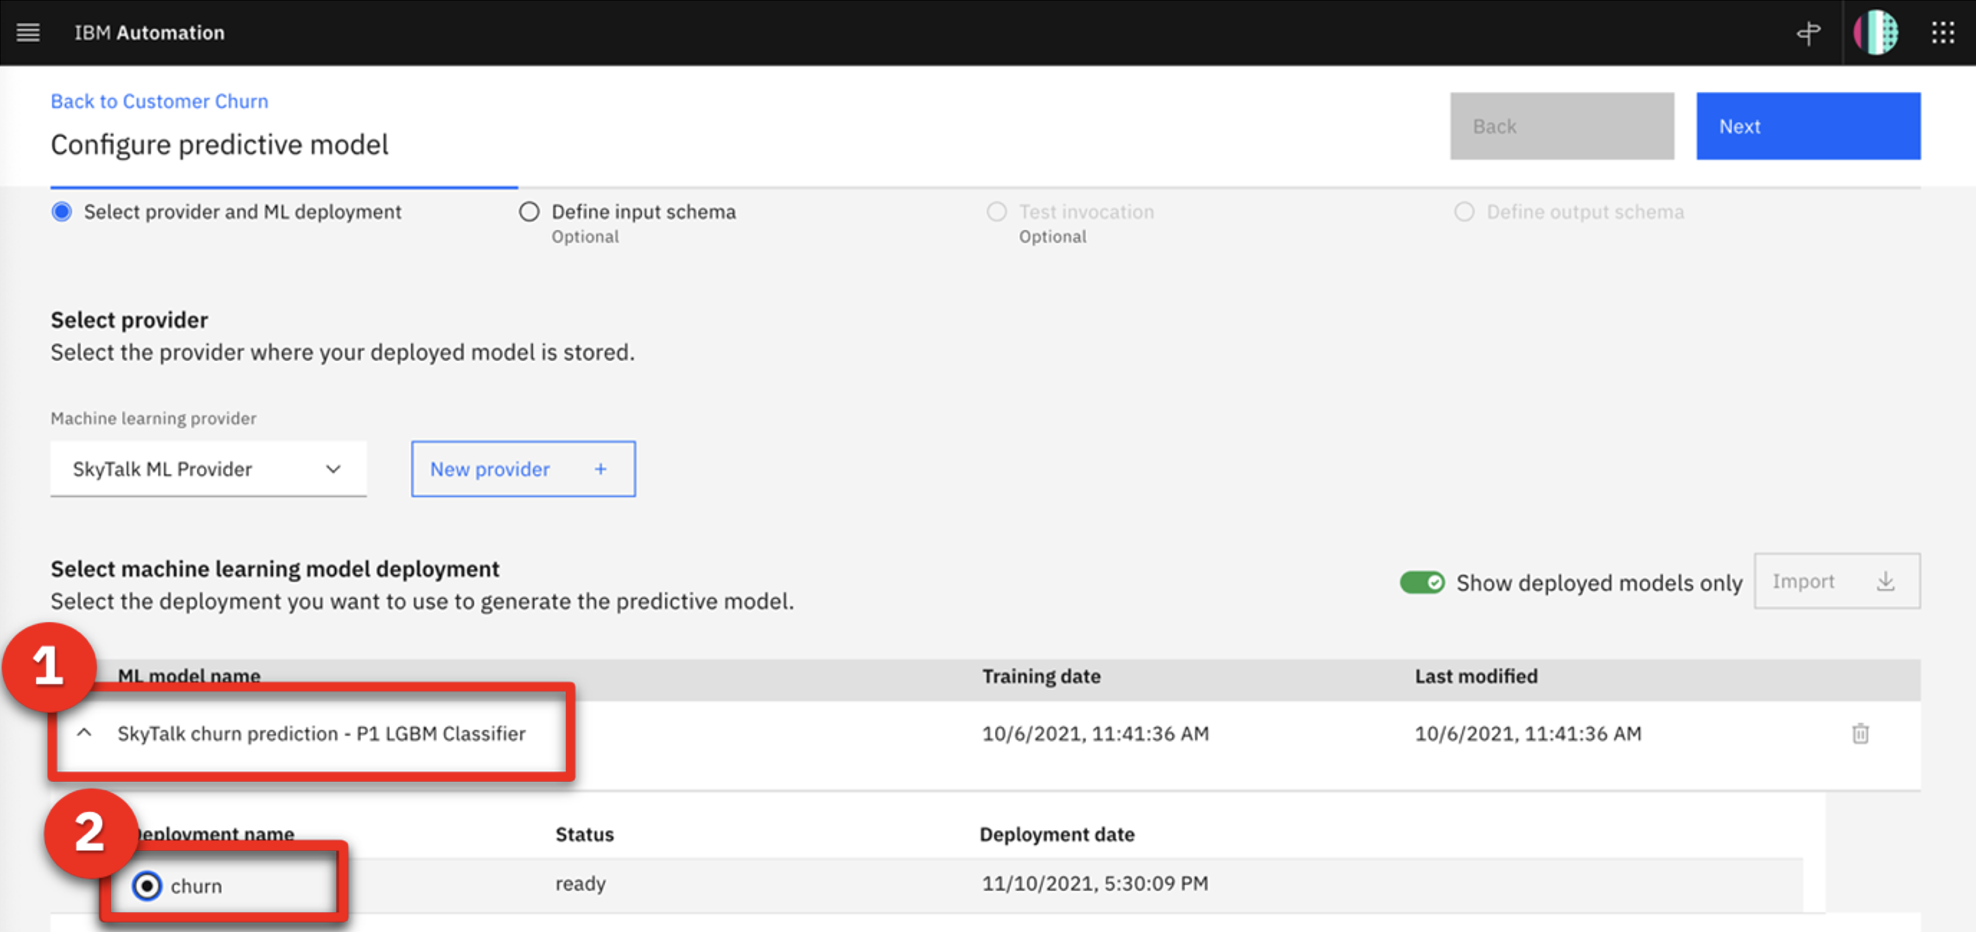 IBM Automation
Back to Customer Churn
Configure predictive model
Back
Next
Select provider and ML deployment
Define input schema
Optional
Test invocation
Optional
Define output schema
Select provider
Select the provider where your deployed model is stored.
Machine learning provider
SkyTalk ML Provider
New provider +
Select machine learning model deployment
Select the deployment you want to use to generate the predictive model.
Show deployed models only
Import
1
ML model name Training date Last modified
SkyTalk churn prediction - P1 LGBM Classifier 10/6/2021, 11:41:36 AM 10/6/2021, 11:41:36 AM
2
Deployment name Status Deployment date
churn ready 11/10/2021, 5:30:09 PM